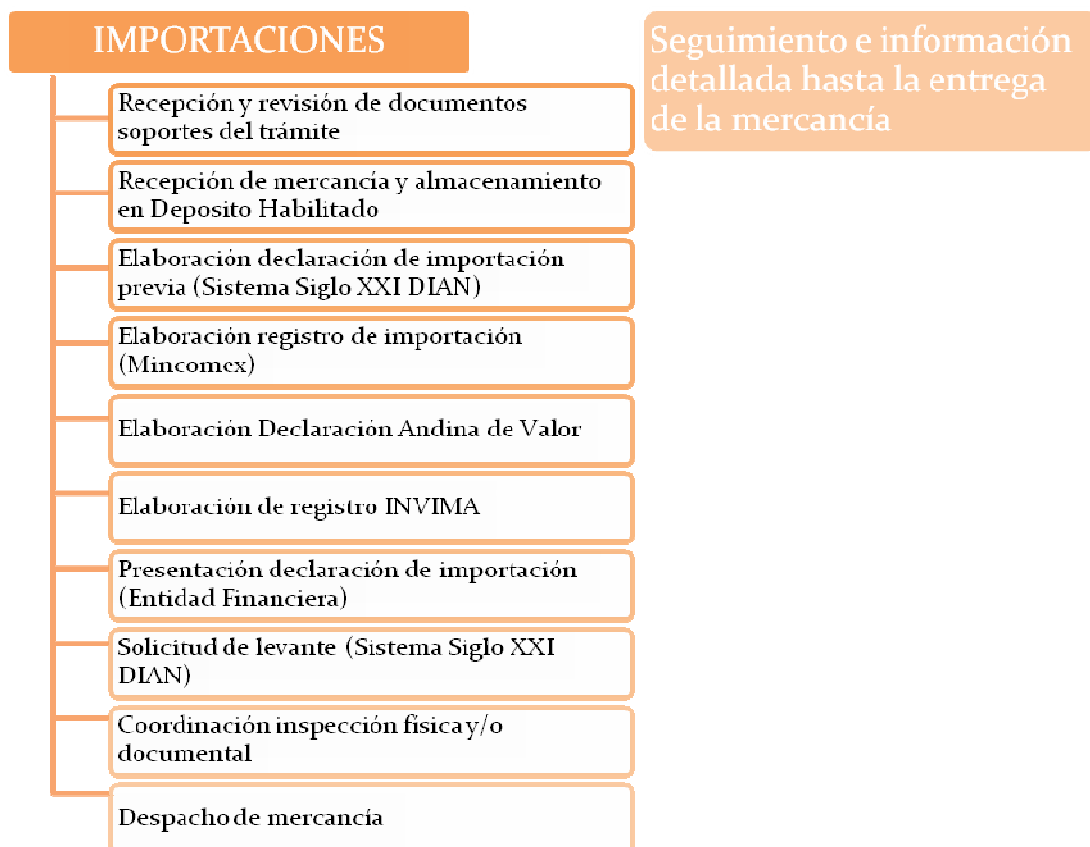 IMPORTACIONES
Recepción y revisión de documentos
soportes del trámite
Recepción de mercancía y almacenamiento
en Deposito Habilitado
Elaboración declaración de importación
previa (Sistema Siglo XXI DIAN)
Elaboración registro de importación
(Mincomex)
Elaboración Declaración Andina de Valor
Elaboración de registro INVIMA
Presentación declaración de importación
(Entidad Financiera)
Solicitud de levante (Sistema Siglo XXI
DIAN)
Coordinación inspección física y/o
documental
Despacho de mercancía
Seguimiento e información
detallada hasta la entrega
de la mercancía